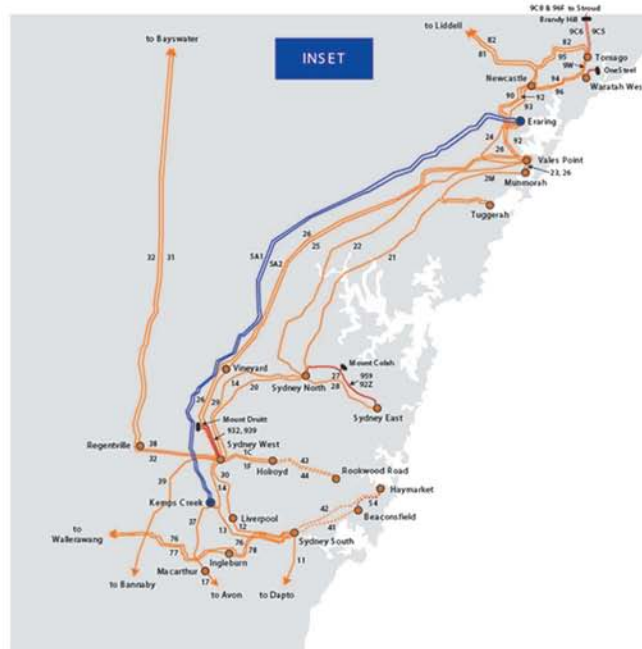 9C8 & 96F to Stroud
Brandy Hill
9C6
9C5
to Liddell
82
81
82
95
Tomago
9W
OneSteel
Newcastle
94
96
Waratah West
90
92
93
to Bayswater
INSET
Eraring
24
92
26
Vales Point
23, 26
2M
Munmorah
Tuggerah
26
25
22
21
5A1
5A2
32
31
Vineyard
14
20
Sydney North
Mount Colah
27
959
92Z
28
Sydney East
26
29
Mount Druitt
932, 939
Sydney West
Regentville
38
32
1C
1F
Holroyd
43
44
Rookwood Road
39
30
14
Kemps Creek
37
Liverpool
13
12
Haymarket
42
54
Beaconsfield
41
Sydney South
to
Wallerawang
76
77
76
78
Ingleburn
Macarthur
17
11
to Bannaby
to Avon
to Dapto